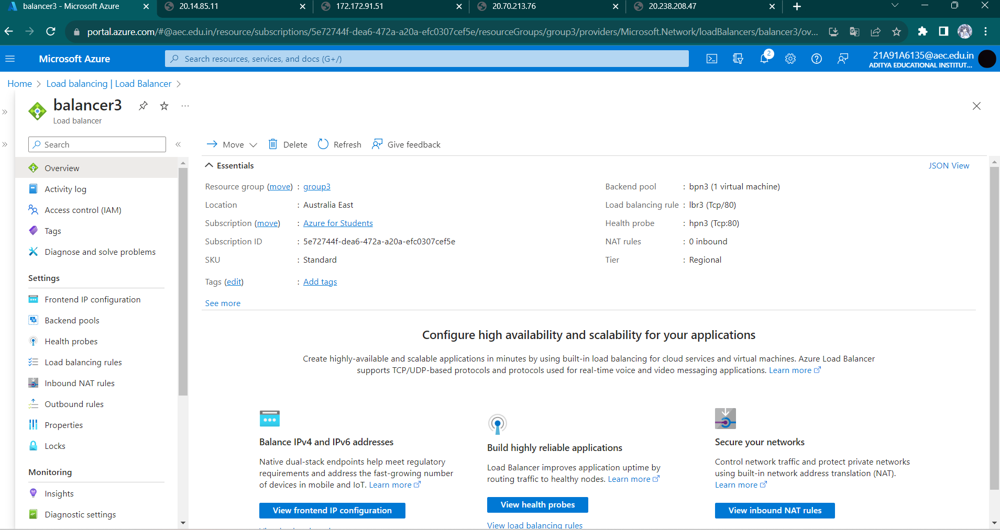 balancer3 - Microsoft Azure
20.14.85.11
172.172.91.51
20.70.213.76
20.238.208.47
portal.azure.com/#@aec.edu.in/resource/subscriptions/5e72744f-dea6-472a-a20a-efc0307cef5e/resourceGroups/group3/providers/Microsoft.Network/loadBalancers/balancer3/ov...
Microsoft Azure
Search resources, services, and docs (G+/)
2
21A91A6135@aec.edu.in
ADITYA EDUCATIONAL INSTITUT...
Home > Load balancing | Load Balancer >
balancer3
Load balancer
Search
Move
Delete
Refresh
Give feedback
Overview
Activity log
Access control (IAM)
Tags
Diagnose and solve problems
Settings
Frontend IP configuration
Backend pools
Health probes
Load balancing rules
Inbound NAT rules
Outbound rules
Properties
Locks
Monitoring
Insights
Diagnostic settings
Essentials
JSON View
Resource group (move) : group3
Location : Australia East
Subscription (move) : Azure for Students
Subscription ID : 5e72744f-dea6-472a-a20a-efc0307cef5e
SKU : Standard
Tags (edit) : Add tags
See more
Backend pool : bpn3 (1 virtual machine)
Load balancing rule : lbr3 (Tcp/80)
Health probe : hpn3 (Tcp:80)
NAT rules : 0 inbound
Tier : Regional
Configure high availability and scalability for your applications
Create highly-available and scalable applications in minutes by using built-in load balancing for cloud services and virtual machines. Azure Load Balancer
supports TCP/UDP-based protocols and protocols used for real-time voice and video messaging applications. Learn more
Balance IPv4 and IPv6 addresses
Native dual-stack endpoints help meet regulatory
requirements and address the fast-growing number
of devices in mobile and IoT. Learn more
View frontend IP configuration
Build highly reliable applications
Load Balancer improves application uptime by
routing traffic to healthy nodes. Learn more
View health probes
View load balancing rules
Secure your networks
Control network traffic and protect private networks
using built-in network address translation (NAT).
Learn more
View inbound NAT rules